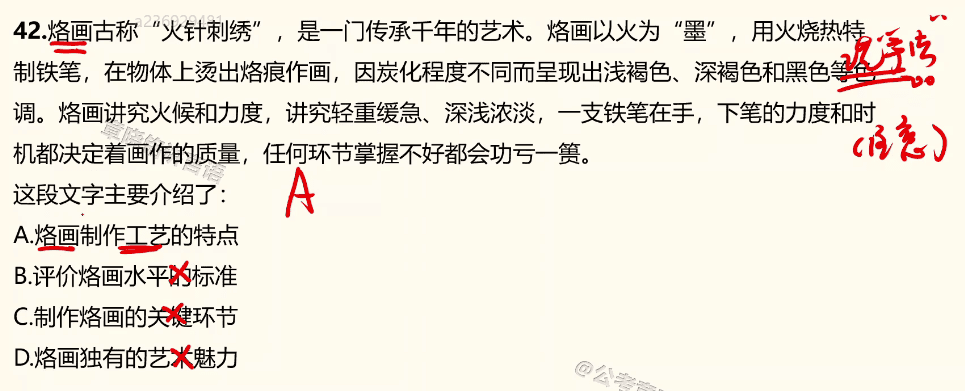 a236929491
42.烙画古称“火针刺绣”，是一门传承千年的艺术。烙画以火为“墨”，用火烧热特
制铁笔，在物体上烫出烙痕作画，因炭化程度不同而呈现出浅褐色、深褐色和黑色等色
调。烙画讲究火候和力度，讲究轻重缓急、深浅浓淡，一支铁笔在手，下笔的力度和时
机都决定着画作的质量，任何环节掌握不好都会功亏一篑。
(注意)
A
这段文字主要介绍了：
A.烙画制作工艺的特点
B.评价烙画水平的标准
C.制作烙画的关键环节
D.烙画独有的艺术魅力